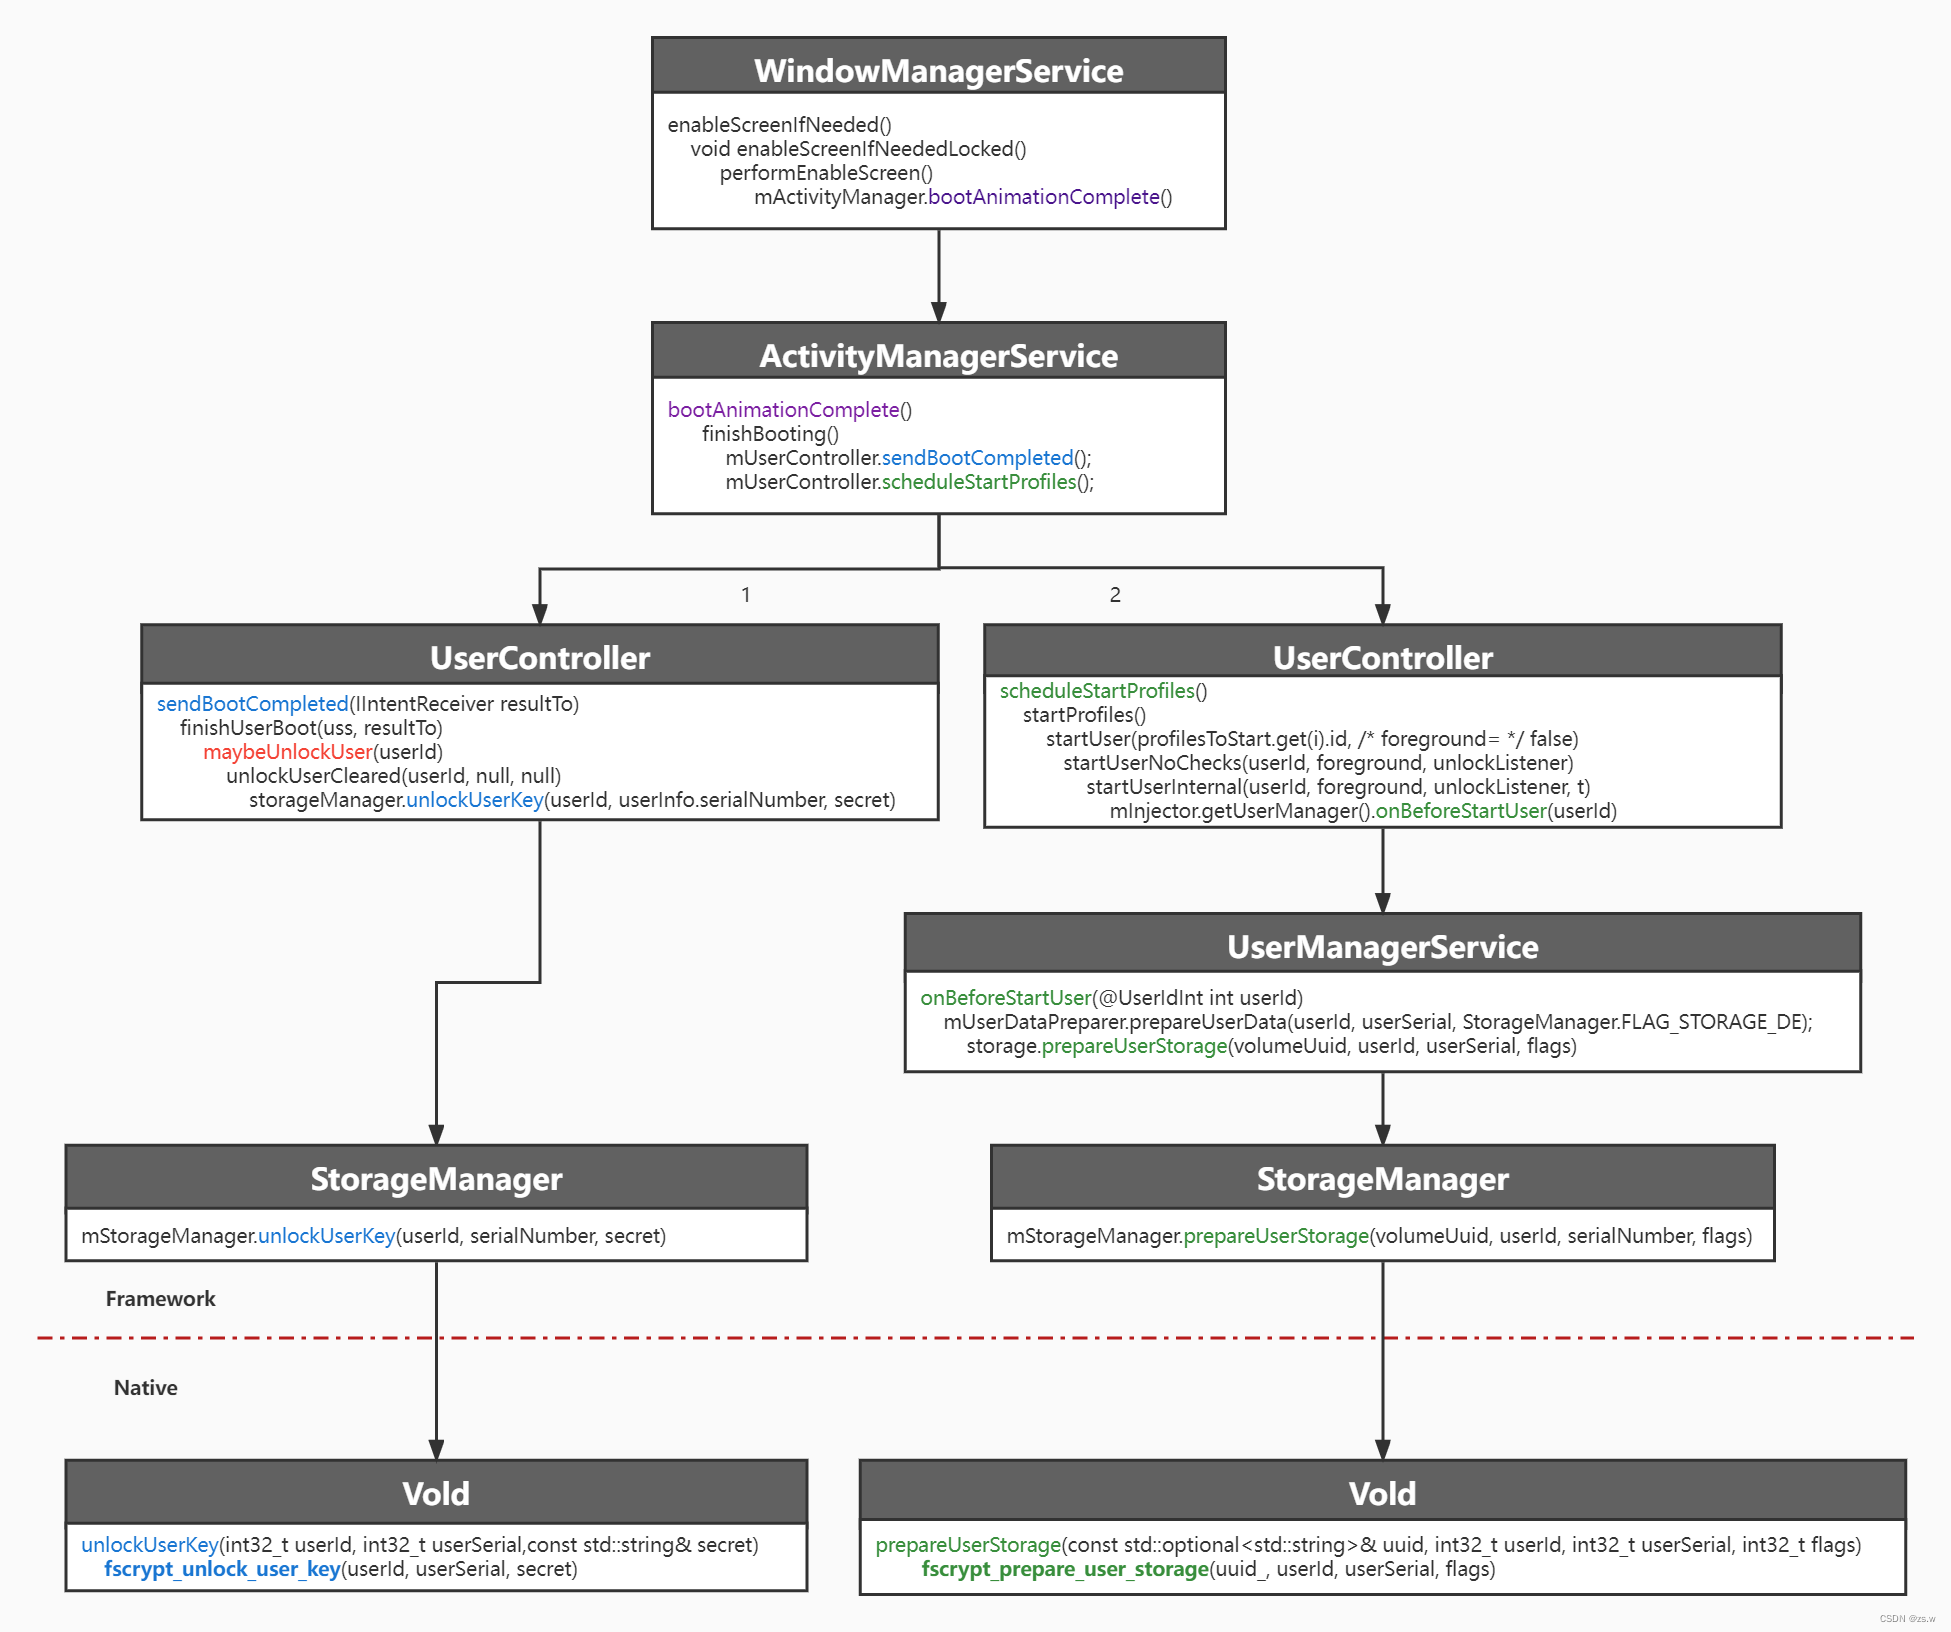 WindowManagerService
enableScreenIfNeeded()
void enableScreenIfNeededLocked()
performEnableScreen()
mActivityManager.bootAnimationComplete()
ActivityManagerService
bootAnimationComplete()
finishBooting()
mUserController.sendBootCompleted();
mUserController.scheduleStartProfiles();
1
2
UserController
sendBootCompleted(IIntentReceiver resultTo)
finishUserBoot(uss, resultTo)
maybeUnlockUser(userId)
unlockUserCleared(userId, null, null)
storageManager.unlockUserKey(userId, userInfo.serialNumber, secret)
UserController
scheduleStartProfiles()
startProfiles()
startUser(profilesToStart.get(i).id, /* foreground= */ false)
startUserNoChecks(userId, foreground, unlockListener)
startUserInternal(userId, foreground, unlockListener, t)
mInjector.getUserManager().onBeforeStartUser(userId)
UserManagerService
onBeforeStartUser(@UserIdInt int userId)
mUserDataPreparer.prepareUserData(userId, userSerial, StorageManager.FLAG_STORAGE_DE);
storage.prepareUserStorage(volumeUuid, userId, userSerial, flags)
StorageManager
mStorageManager.unlockUserKey(userId, serialNumber, secret)
StorageManager
mStorageManager.prepareUserStorage(volumeUuid, userId, serialNumber, flags)
Framework
Native
Vold
unlockUserKey(int32_t userId, int32_t userSerial,const std::string& secret)
fscrypt_unlock_user_key(userId, userSerial, secret)
Vold
prepareUserStorage(const std::optional<std::string>& uuid, int32_t userId, int32_t userSerial, int32_t flags)
fscrypt_prepare_user_storage(uuid_, userId, userSerial, flags)
CSDN @zs.w